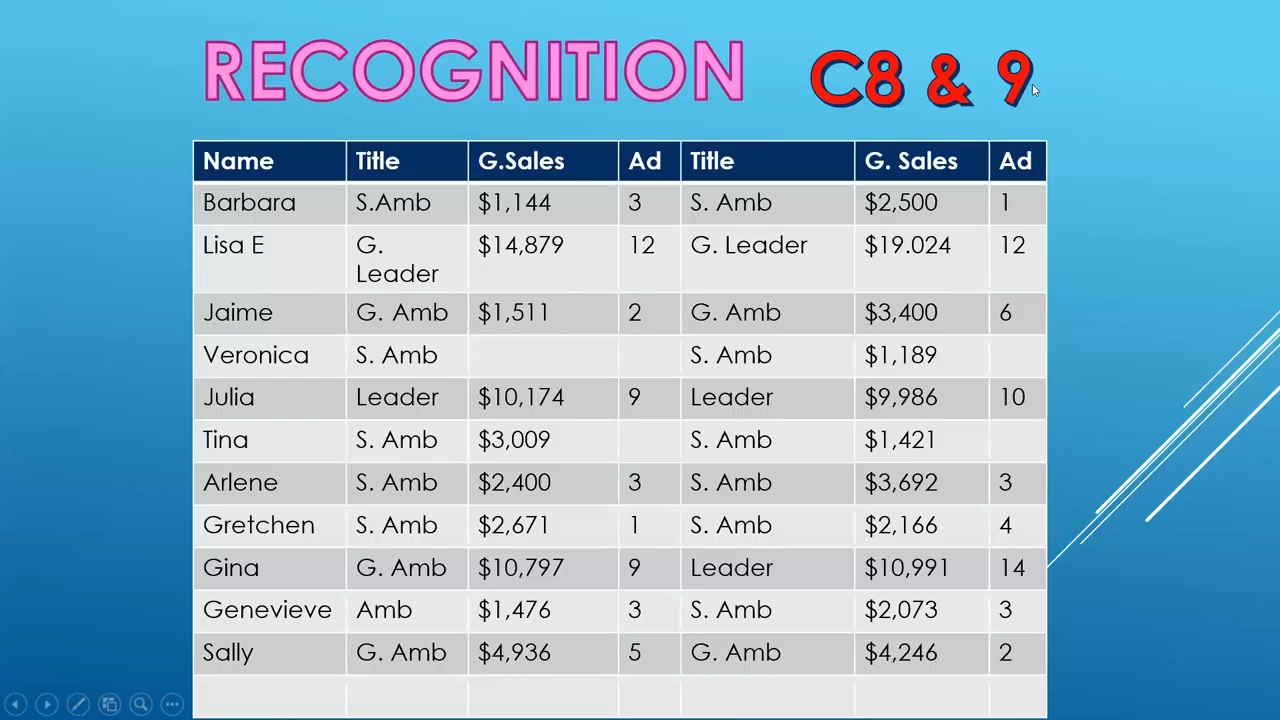 RECOGNITION C8 & 9
Name Title G.Sales Ad Title G. Sales Ad
Barbara S.Amb $1,144 3 S. Amb $2,500 1
Lisa E G. $14,879 12 G. Leader $19.024 12
Leader
Jaime G. Amb $1,511 2 G. Amb $3,400 6
Veronica S. Amb S. Amb $1,189
Julia Leader $10,174 9 Leader $9,986 10
Tina S. Amb $3,009 S. Amb $1,421
Arlene S. Amb $2,400 3 S. Amb $3,692 3
Gretchen S. Amb $2,671 1 S. Amb $2,166 4
Gina G. Amb $10,797 9 Leader $10,991 14
Genevieve Amb $1,476 3 S. Amb $2,073 3
Sally G. Amb $4,936 5 G. Amb $4,246 2